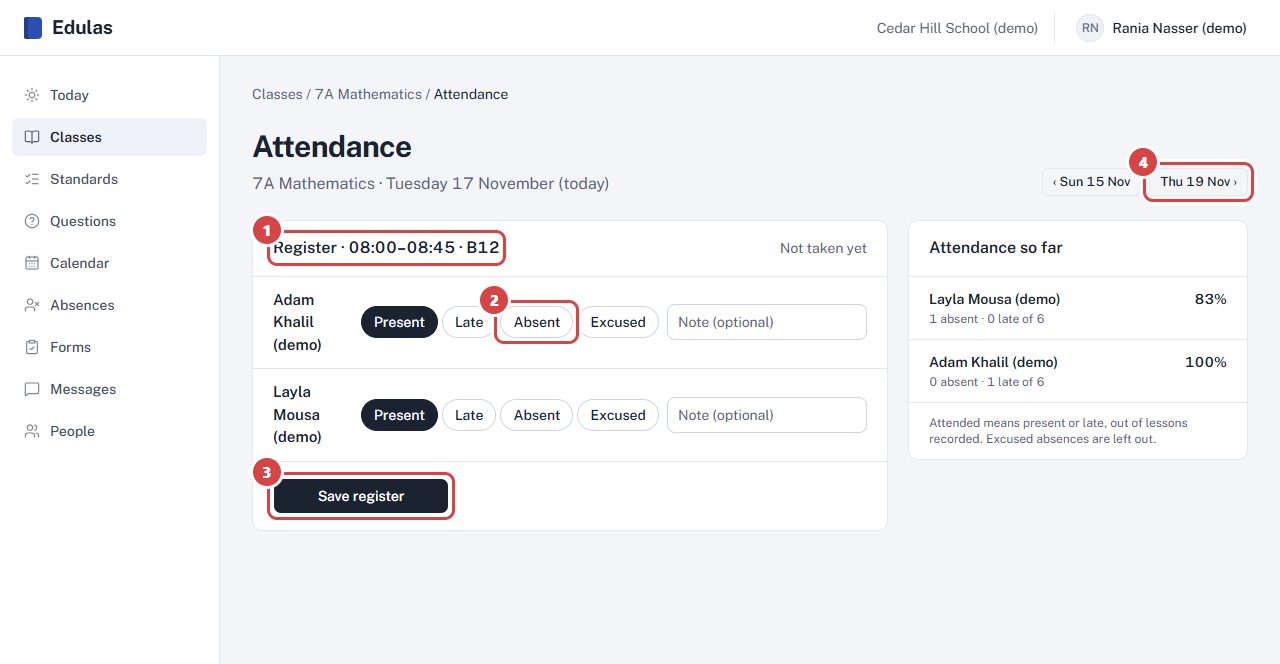 Edulas
Cedar Hill School (demo)
RN
Rania Nasser (demo)
Today
Classes
Standards
Questions
Calendar
Absences
Forms
Messages
People
Classes / 7A Mathematics / Attendance
Attendance
7A Mathematics · Tuesday 17 November (today)
‹ Sun 15 Nov
4
Thu 19 Nov ›
1
Register · 08:00–08:45 · B12
Not taken yet
Adam
Khalil
(demo)
Present
Late
2
Absent
Excused
Note (optional)
Layla
Mousa
(demo)
Present
Late
Absent
Excused
Note (optional)
3
Save register
Attendance so far
Layla Mousa (demo)
83%
1 absent · 0 late of 6
Adam Khalil (demo)
100%
0 absent · 1 late of 6
Attended means present or late, out of lessons
recorded. Excused absences are left out.